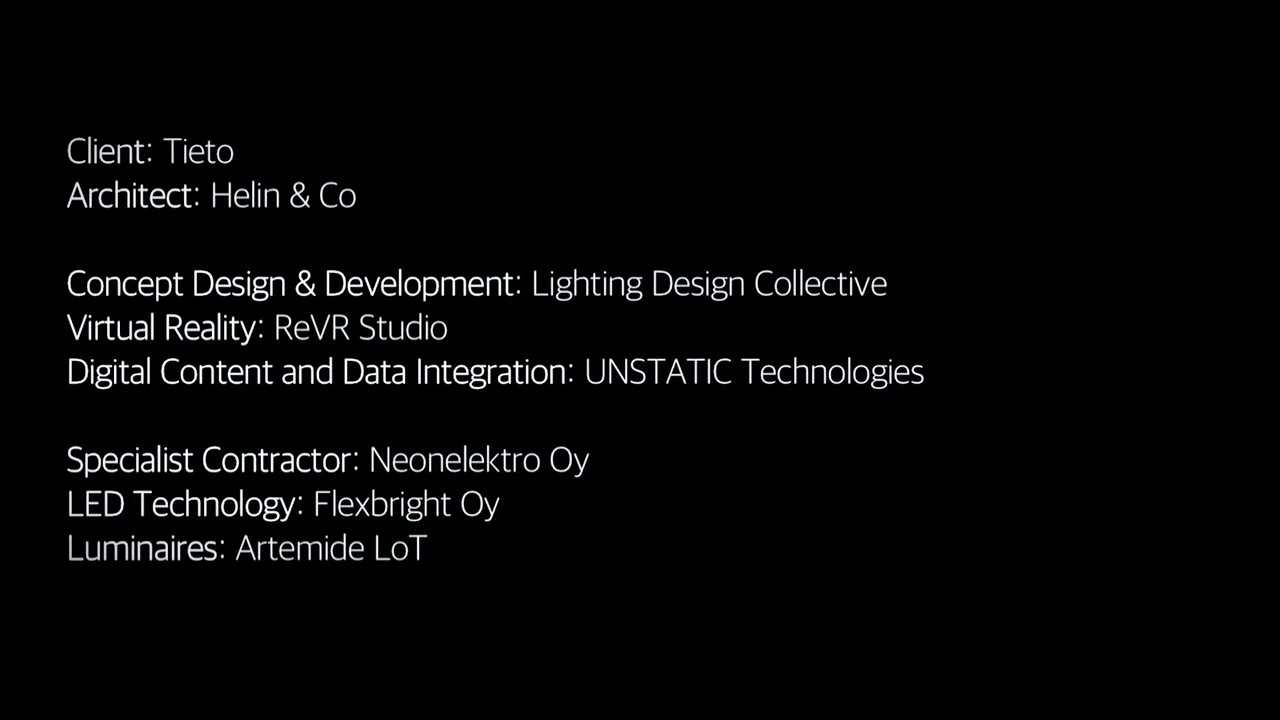 Client: Tieto
Architect: Helin & Co
Concept Design & Development: Lighting Design Collective
Virtual Reality: ReVR Studio
Digital Content and Data Integration: UNSTATIC Technologies
Specialist Contractor: Neonelektro Oy
LED Technology: Flexbright Oy
Luminaires: Artemide LoT